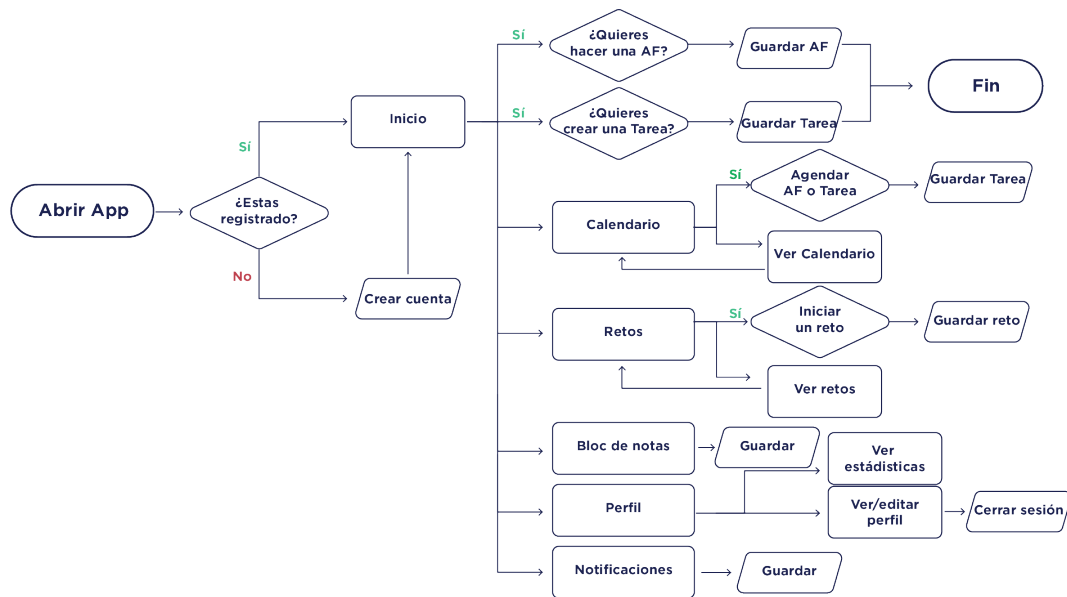 Sí
¿Quieres
hacer una AF?
Guardar AF
Fin
Inicio
Sí
¿Quieres
crear una Tarea?
Guardar Tarea
Sí
Abrir App
¿Estas
registrado?
No
Crear cuenta
Calendario
Sí
Agendar
AF o Tarea
Guardar Tarea
Ver Calendario
Retos
Sí
Iniciar
un reto
Guardar reto
Ver retos
Bloc de notas
Guardar
Ver
estádisticas
Perfil
Ver/editar
perfil
Cerrar sesión
Notificaciones
Guardar